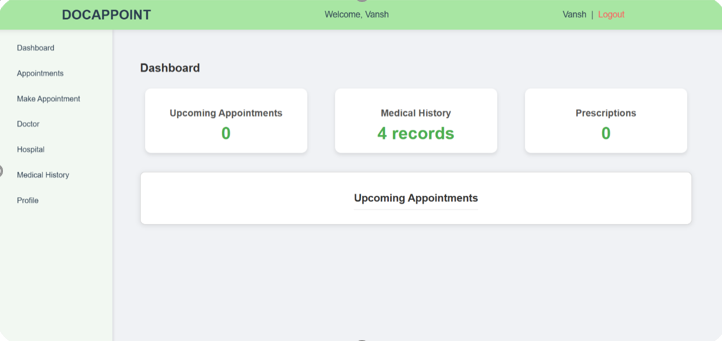 DOCAPPOINT
Welcome, Vansh
Vansh | Logout
Dashboard
Appointments
Make Appointment
Doctor
Hospital
Medical History
Profile
Dashboard
Upcoming Appointments
0
Medical History
4 records
Prescriptions
0
Upcoming Appointments